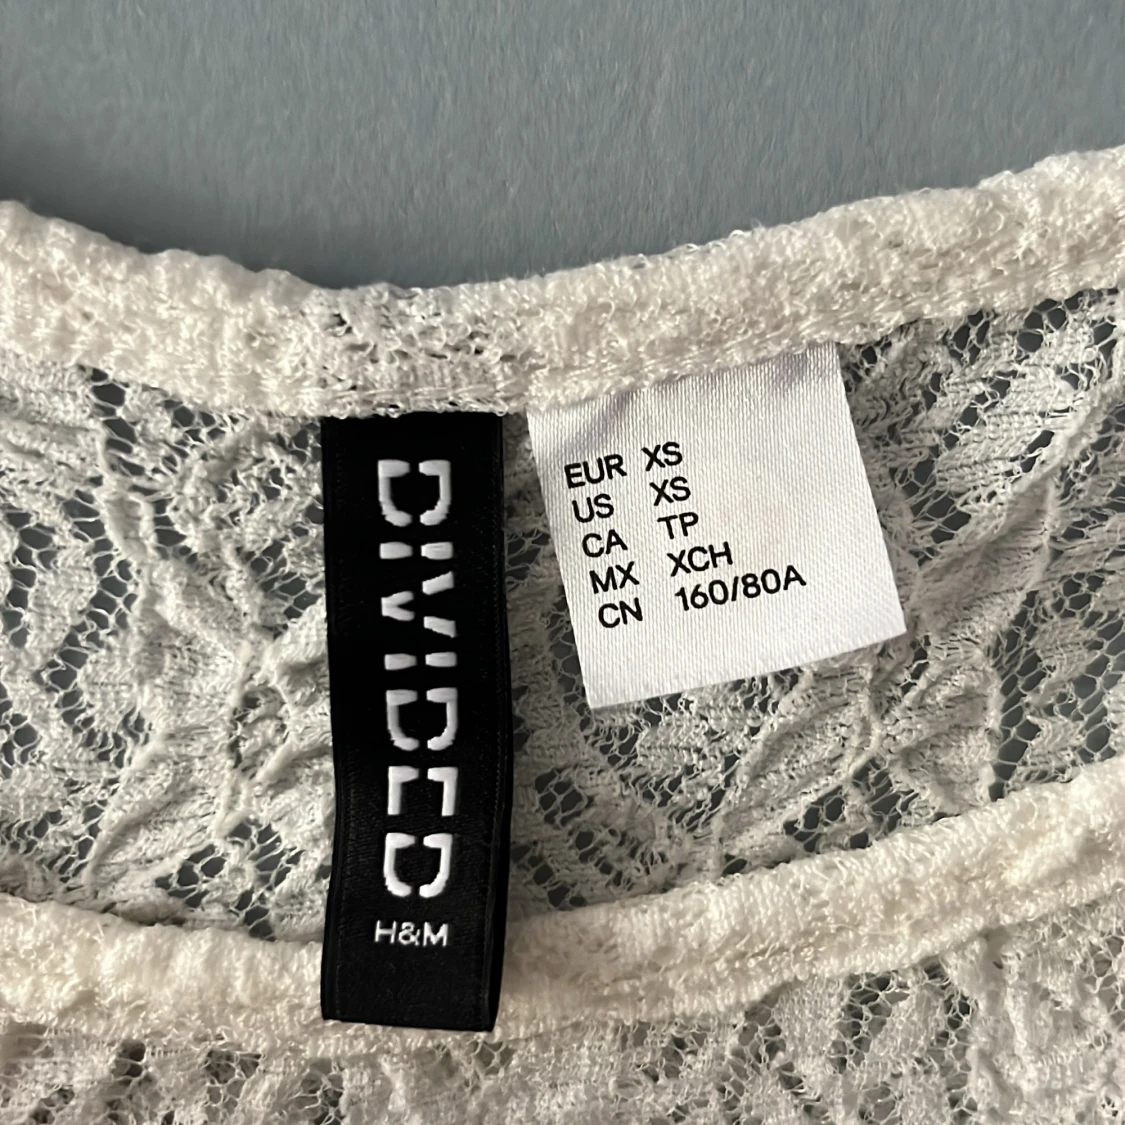 DIVIDED
H&M
EUR XS
US XS
CA TP
MX XCH
CN 160/80A